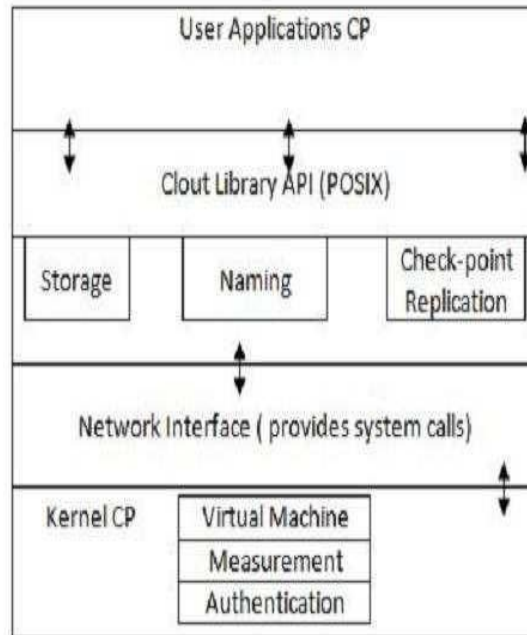 User Applications CP
Clout Library API (POSIX)
Storage
Naming
Check-point
Replication
Network Interface ( provides system calls)
Kernel CP
Virtual Machine
Measurement
Authentication